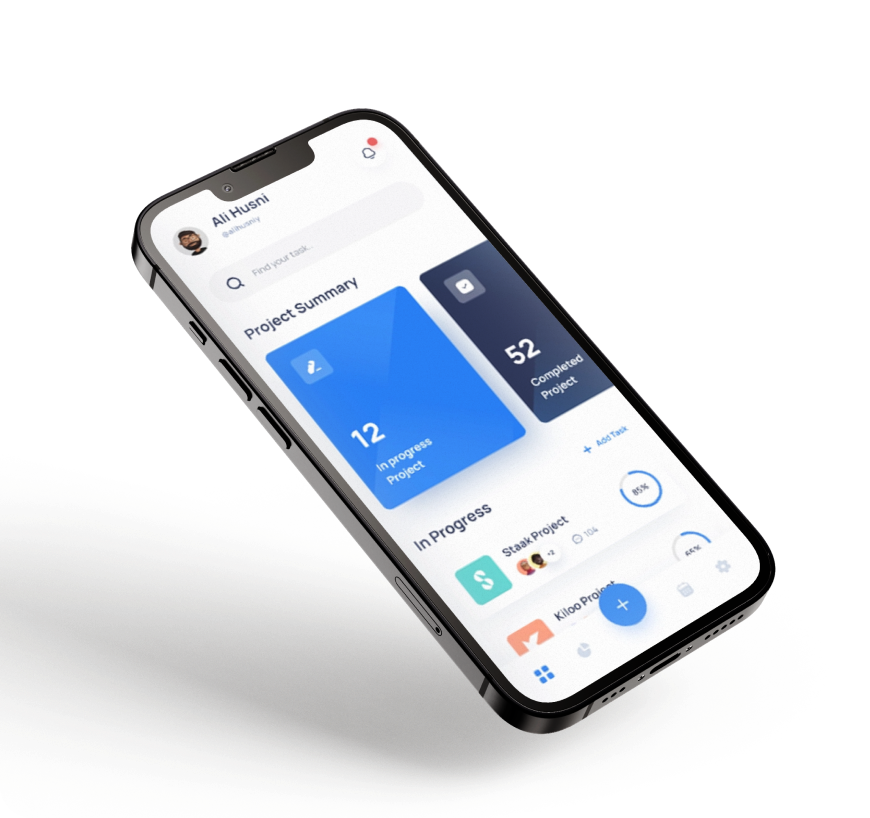 Ali Husni
@alihusniy
Find your task..
Project Summary
12
In progress
Project
52
Completed
Project
+ Add Task
In Progress
Staak Project
+2
104
85%
Kiloo Project
65%